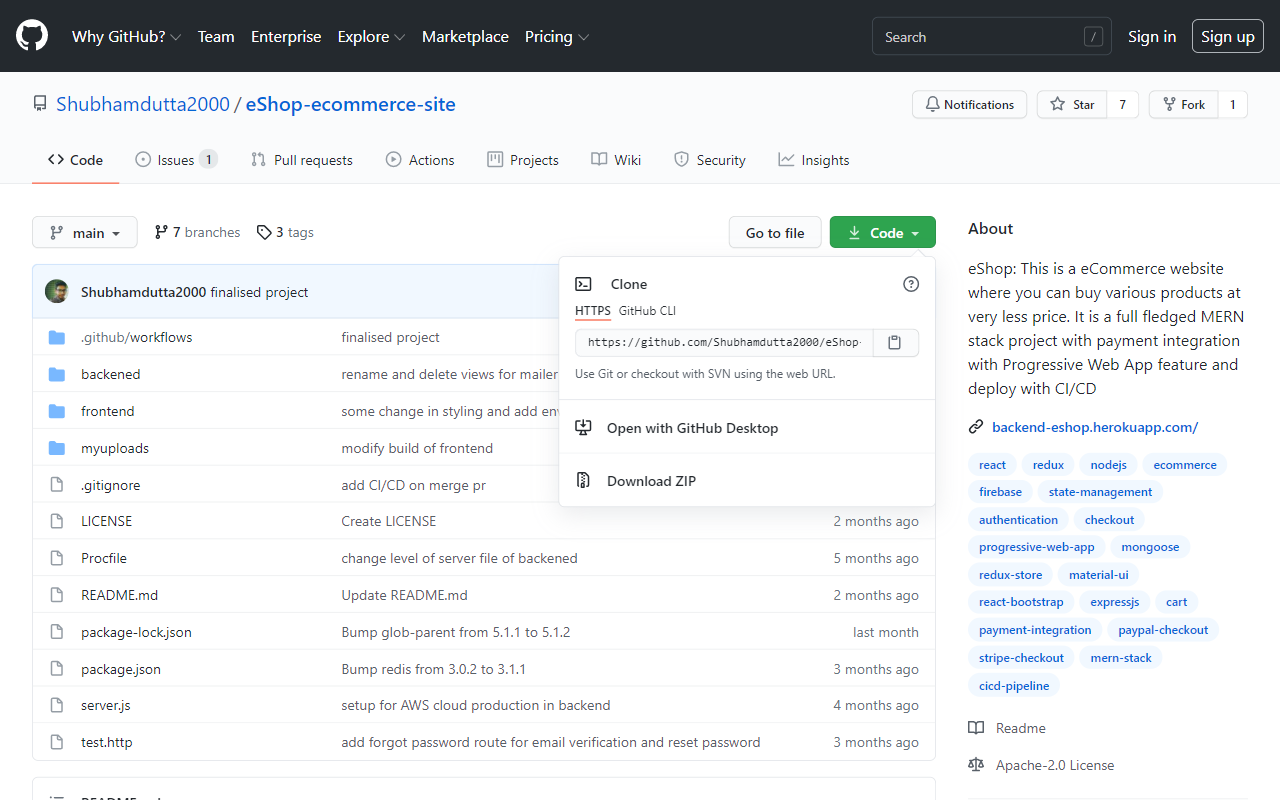 Why GitHub? Team Enterprise Explore Marketplace Pricing Search / Sign in Sign up
Shubhamdutta2000 / eShop-ecommerce-site Notifications Star 7 Fork 1
Code Issues 1 Pull requests Actions Projects Wiki Security Insights
main 7 branches 3 tags Go to file Code
Shubhamdutta2000 finalised project
.github/workflows finalised project
backened rename and delete views for mailer
frontend some change in styling and add env
myuploads modify build of frontend
.gitignore add CI/CD on merge pr
LICENSE Create LICENSE 2 months ago
Procfile change level of server file of backened 5 months ago
README.md Update README.md 2 months ago
package-lock.json Bump glob-parent from 5.1.1 to 5.1.2 last month
package.json Bump redis from 3.0.2 to 3.1.1 3 months ago
server.js setup for AWS cloud production in backend 4 months ago
test.http add forgot password route for email verification and reset password 3 months ago
Clone
HTTPS GitHub CLI
https://github.com/Shubhamdutta2000/eShop-
Use Git or checkout with SVN using the web URL.
Open with GitHub Desktop
Download ZIP
About
eShop: This is a eCommerce website
where you can buy various products at
very less price. It is a full fledged MERN
stack project with payment integration
with Progressive Web App feature and
deploy with CI/CD
backend-eshop.herokuapp.com/
react redux nodejs ecommerce
firebase state-management
authentication checkout
progressive-web-app mongoose
redux-store material-ui
react-bootstrap expressjs cart
payment-integration paypal-checkout
stripe-checkout mern-stack
cicd-pipeline
Readme
Apache-2.0 License